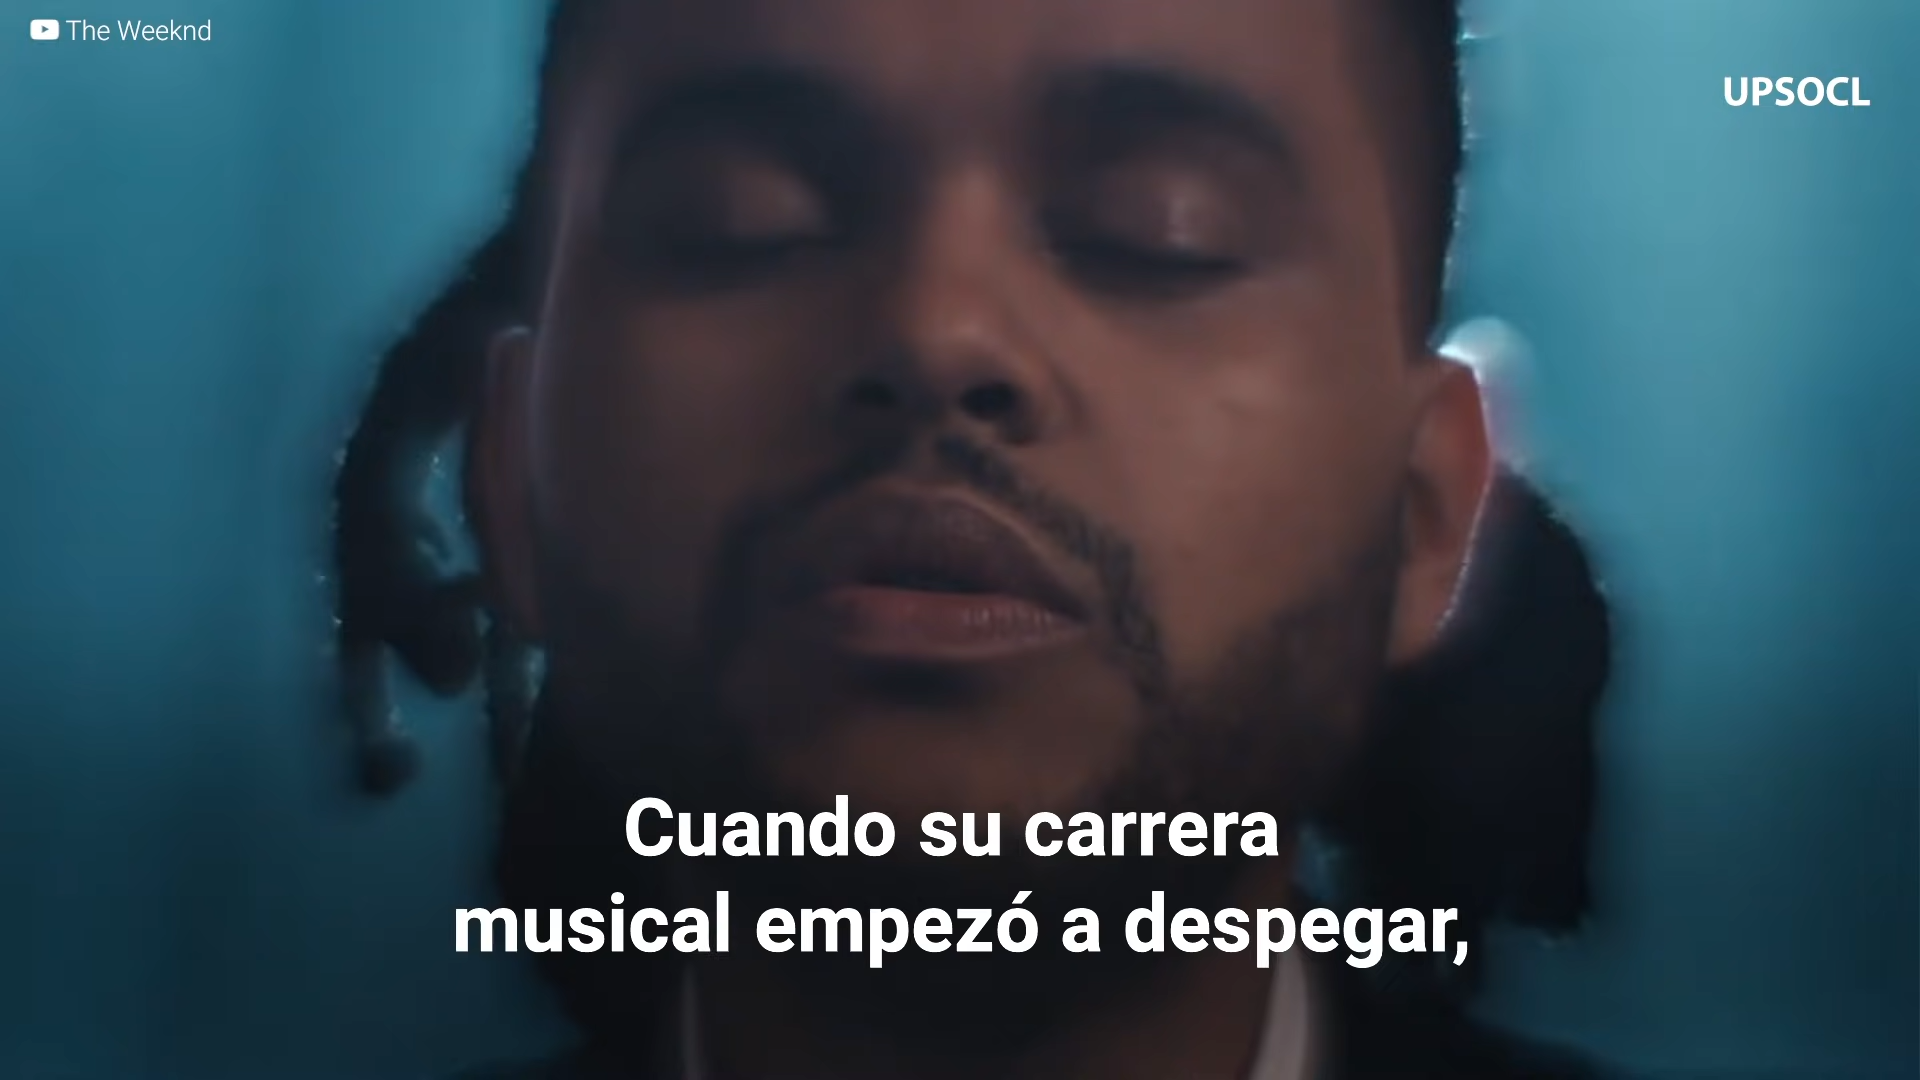 The Weeknd
UPSOCL
Cuando su carrera
musical empezó a despegar,